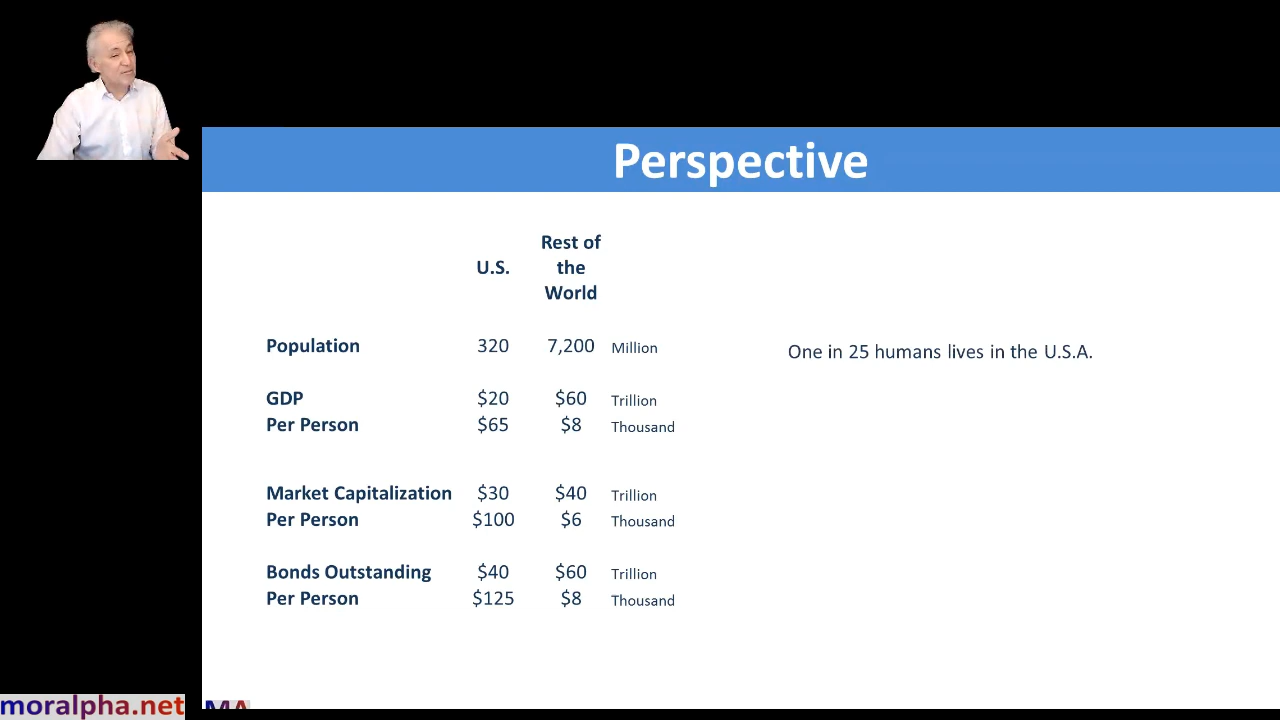 Perspective
U.S.
Rest of
the
World
Population 320 7,200 Million
One in 25 humans lives in the U.S.A.
GDP $20 $60 Trillion
Per Person $65 $8 Thousand
Market Capitalization $30 $40 Trillion
Per Person $100 $6 Thousand
Bonds Outstanding $40 $60 Trillion
Per Person $125 $8 Thousand
moralpha.net
MA